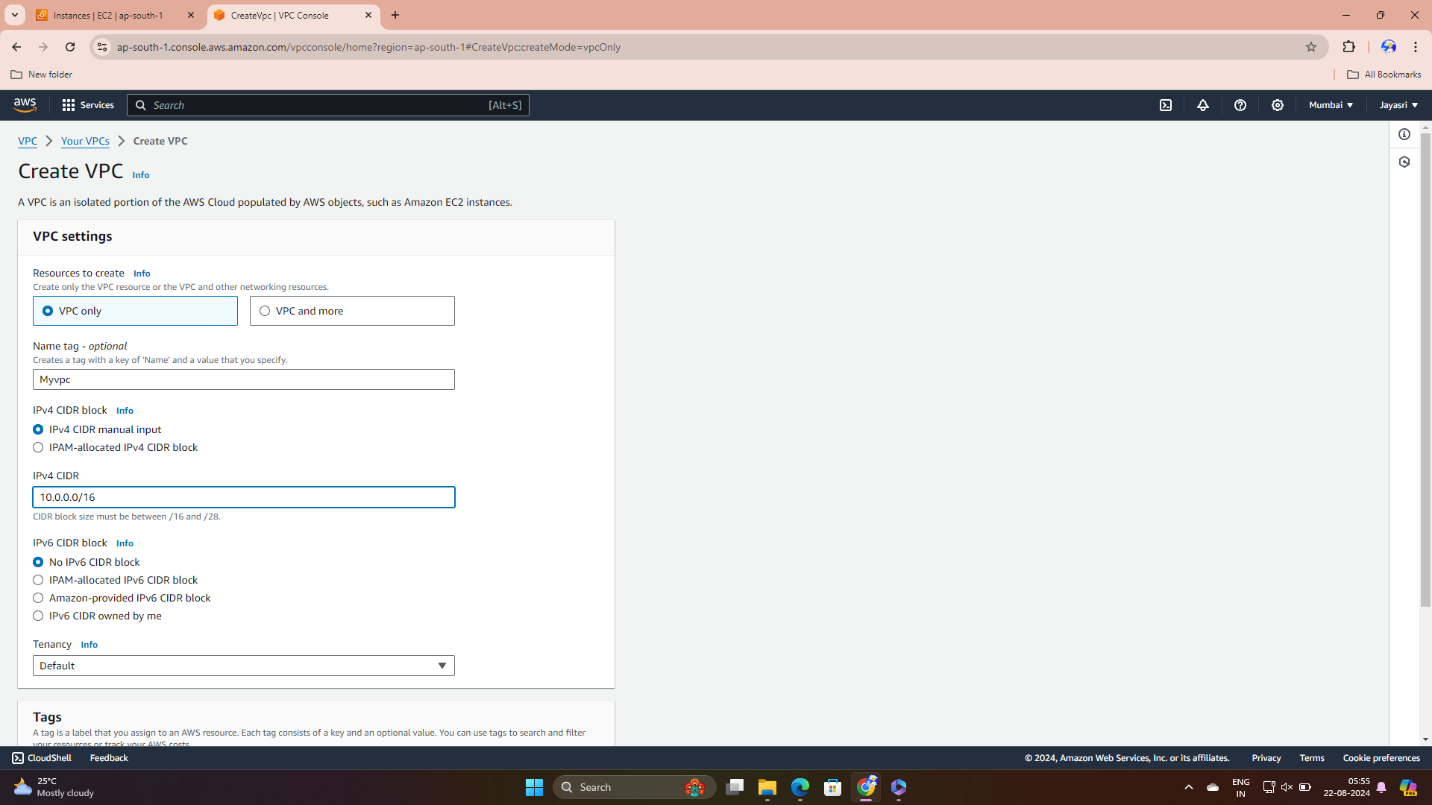 Instances | EC2 | ap-south-1
CreateVpc | VPC Console
ap-south-1.console.aws.amazon.com/vpcconsole/home?region=ap-south-1#CreateVpc:createMode=vpcOnly
New folder
All Bookmarks
aws
Services
Search
[Alt+S]
Mumbai
Jayasri
VPC
Your VPCs
Create VPC
Create VPC Info
A VPC is an isolated portion of the AWS Cloud populated by AWS objects, such as Amazon EC2 instances.
VPC settings
Resources to create Info
Create only the VPC resource or the VPC and other networking resources.
VPC only
VPC and more
Name tag - optional
Creates a tag with a key of 'Name' and a value that you specify.
Myvpc
IPv4 CIDR block Info
IPv4 CIDR manual input
IPAM-allocated IPv4 CIDR block
IPv4 CIDR
10.0.0.0/16
CIDR block size must be between /16 and /28.
IPv6 CIDR block Info
No IPv6 CIDR block
IPAM-allocated IPv6 CIDR block
Amazon-provided IPv6 CIDR block
IPv6 CIDR owned by me
Tenancy Info
Default
Tags
A tag is a label that you assign to an AWS resource. Each tag consists of a key and an optional value. You can use tags to search and filter
your resources or track your AWS costs.
CloudShell
Feedback
© 2024, Amazon Web Services, Inc. or its affiliates.
Privacy
Terms
Cookie preferences
25°C
Mostly cloudy
Search
ENG
IN
05:55
22-08-2024